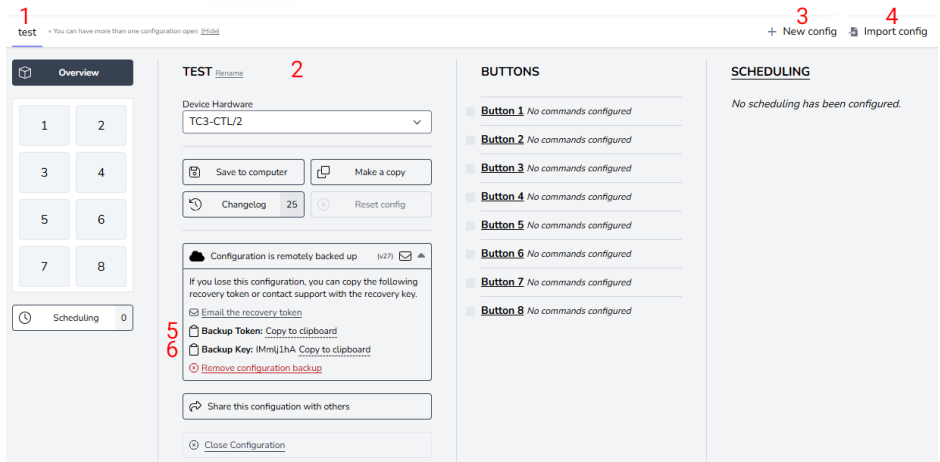 1
test
« You can have more than one configuration open (Hide)
3
+ New config
4
Import config
Overview
1 2
3 4
5 6
7 8
Scheduling 0
TEST Rename
2
Device Hardware
TC3-CTL/2
Save to computer
Make a copy
Changelog 25
Reset config
Configuration is remotely backed up (v27)
If you lose this configuration, you can copy the following
recovery token or contact support with the recovery key.
Email the recovery token
5
Backup Token: Copy to clipboard
6
Backup Key: IMmlj1hA Copy to clipboard
Remove configuration backup
Share this configuation with others
Close Configuration
BUTTONS
Button 1 No commands configured
Button 2 No commands configured
Button 3 No commands configured
Button 4 No commands configured
Button 5 No commands configured
Button 6 No commands configured
Button 7 No commands configured
Button 8 No commands configured
SCHEDULING
No scheduling has been configured.